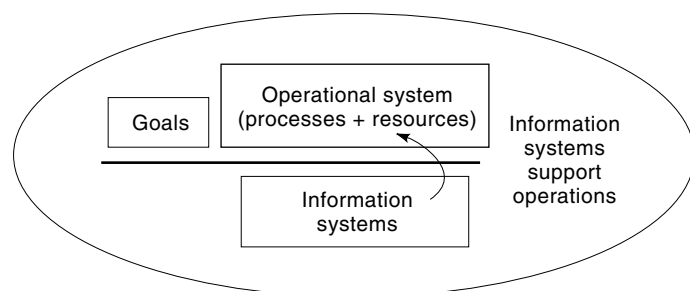 Goals
Operational system
(processes + resources)
Information
systems
support
operations
Information
systems